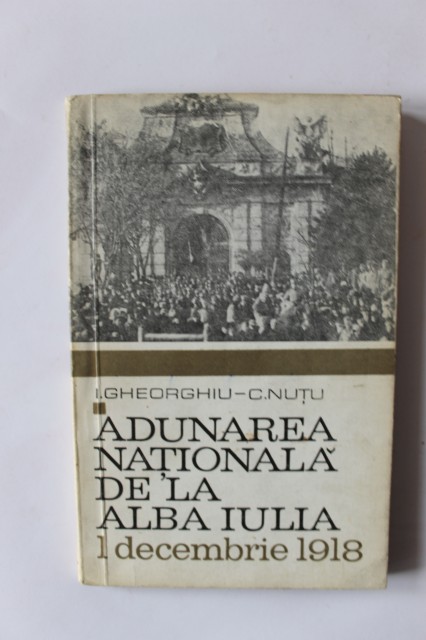 I.GHEORGHIU–C.NUȚU
ADUNAREA
NAȚIONALĂ
DE LA
ALBA IULIA
1 decembrie 1918